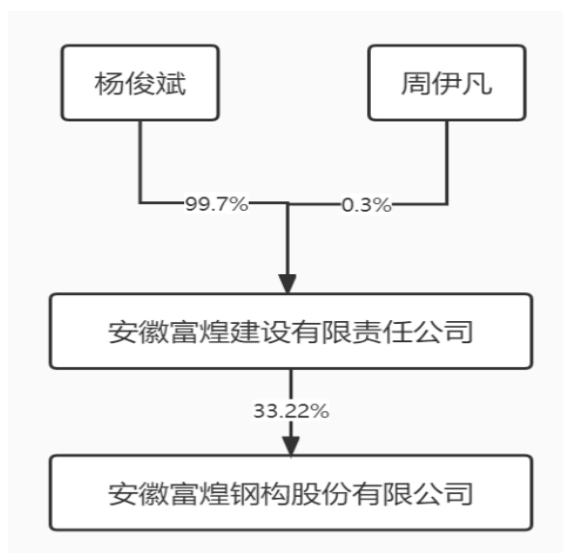 杨俊斌
周伊凡
99.7%
0.3%
安徽富煌建设有限责任公司
33.22%
安徽富煌钢构股份有限公司